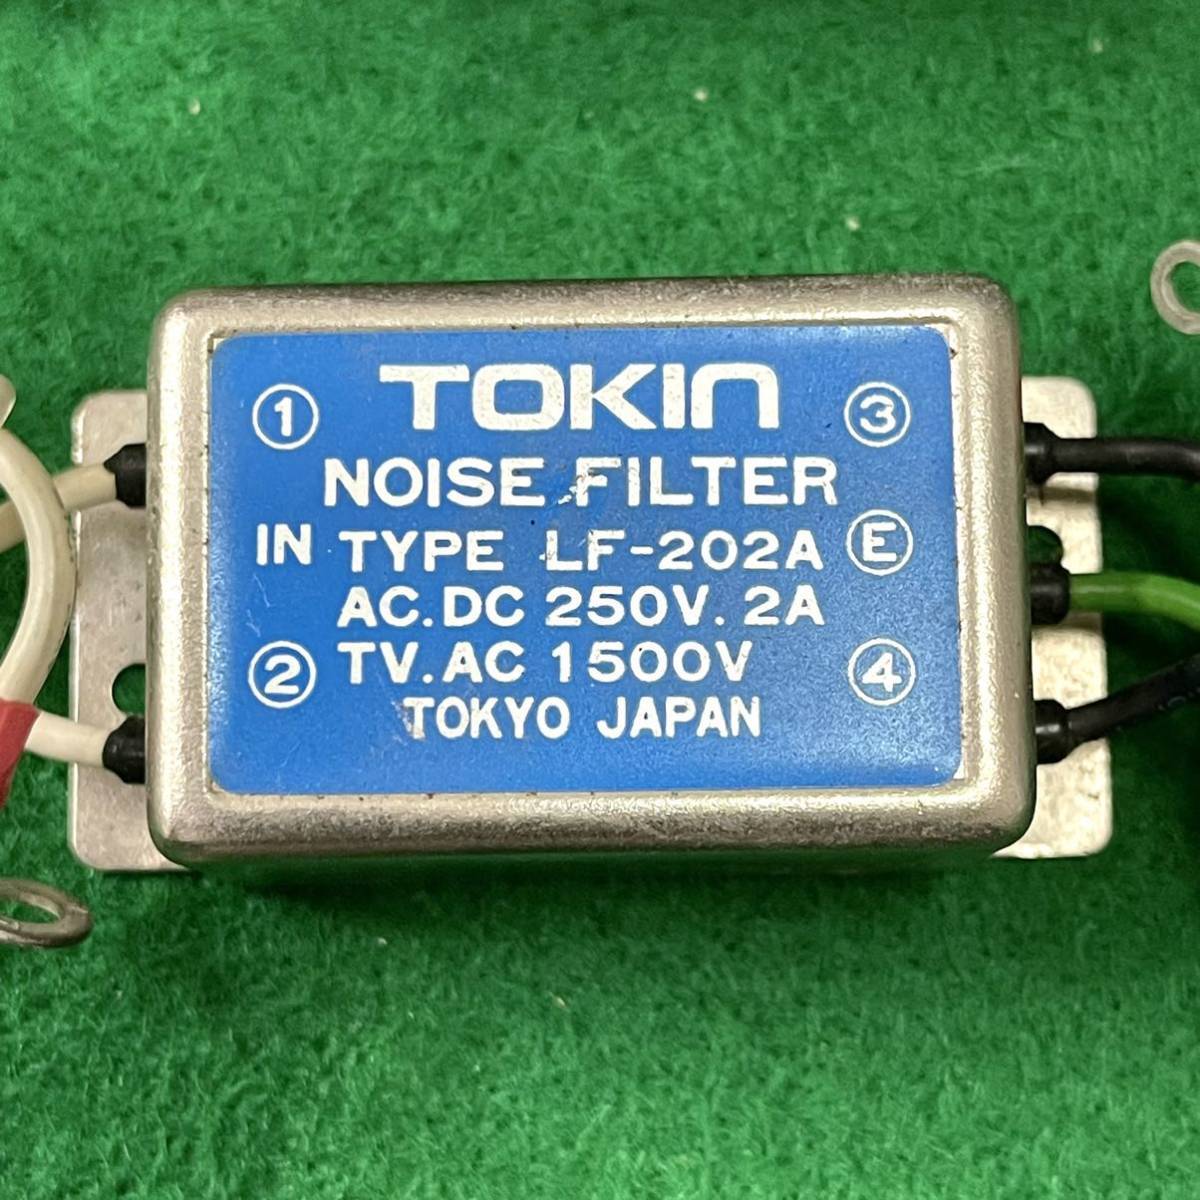 ① TOKIN ③
NOISE FILTER
IN TYPE LF-202A Ⓔ
AC.DC 250V. 2A
② TV.AC 1500V ④
TOKYO JAPAN